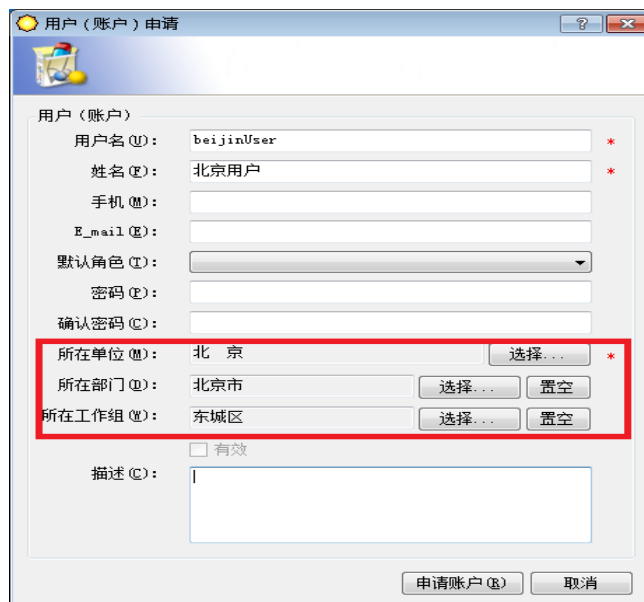 用户（账户）申请
用户（账户）
用户名(U)： beijinUser *
姓名(F)： 北京用户 *
手机(M)：
E_mail(E)：
默认角色(T)：
密码(P)：
确认密码(C)：
所在单位(M)： 北 京 选择... *
所在部门(D)： 北京市 选择... 置空
所在工作组(W)： 东城区 选择... 置空
有效
描述(C)：
申请账户(R) 取消